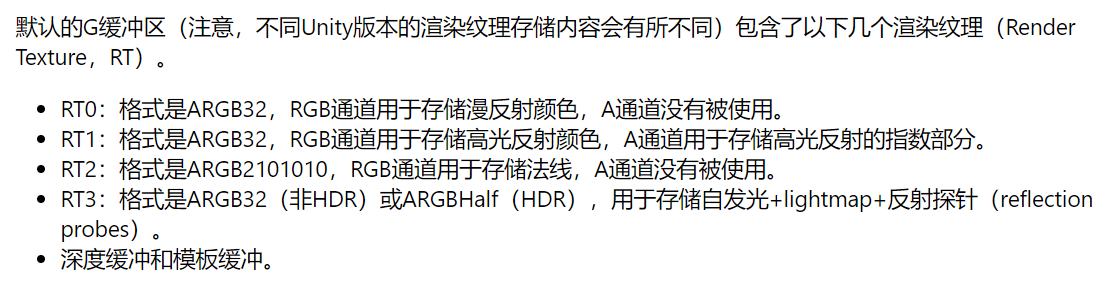 默认的G缓冲区（注意，不同Unity版本的渲染纹理存储内容会有所不同）包含了以下几个渲染纹理（Render
Texture，RT）。
• RT0：格式是ARGB32，RGB通道用于存储漫反射颜色，A通道没有被使用。
• RT1：格式是ARGB32，RGB通道用于存储高光反射颜色，A通道用于存储高光反射的指数部分。
• RT2：格式是ARGB2101010，RGB通道用于存储法线，A通道没有被使用。
• RT3：格式是ARGB32（非HDR）或ARGBHalf（HDR），用于存储自发光+lightmap+反射探针（reflection
probes）。
• 深度缓冲和模板缓冲。